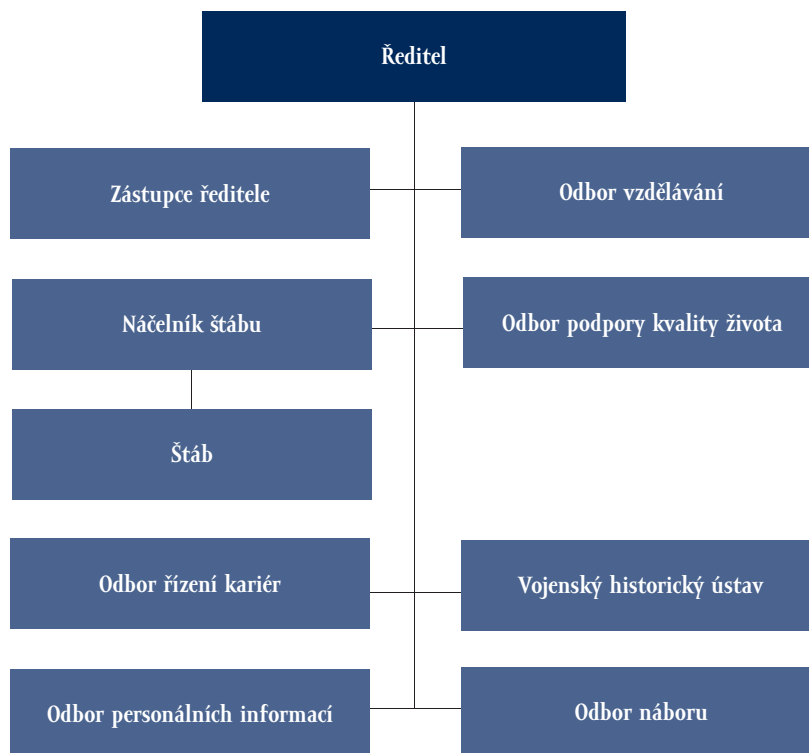 Ředitel
Zástupce ředitele
Odbor vzdělávání
Náčelník štábu
Odbor podpory kvality života
Štáb
Odbor řízení kariér
Vojenský historický ústav
Odbor personálních informací
Odbor náboru